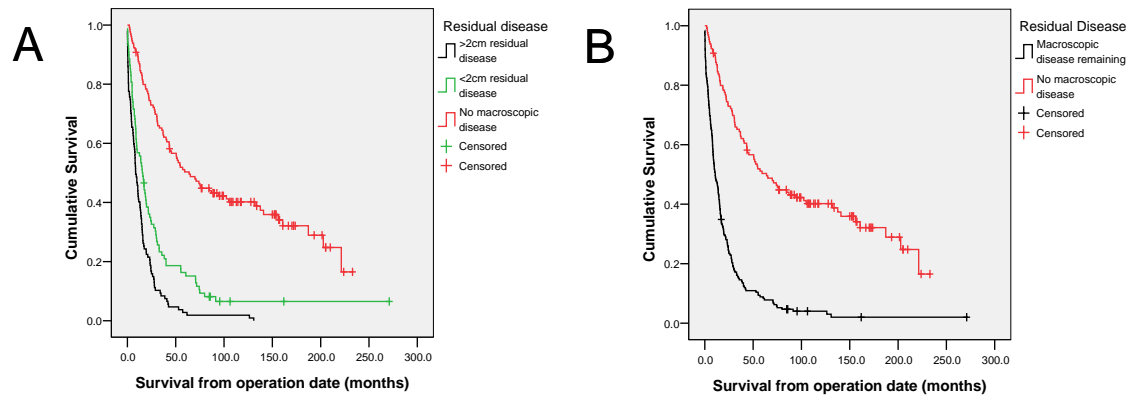 A
Cumulative Survival
1.0
0.8
0.6
0.4
0.2
0.0
0.0 50.0 100.0 150.0 200.0 250.0 300.0
Survival from operation date (months)
Residual disease
>2cm residual
disease
<2cm residual
disease
No macroscopic
disease
Censored
Censored
B
Cumulative Survival
1.0
0.8
0.6
0.4
0.2
0.0
0.0 50.0 100.0 150.0 200.0 250.0 300.0
Survival from operation date (months)
Residual Disease
Macroscopic
disease remaining
No macroscopic
disease
Censored
Censored